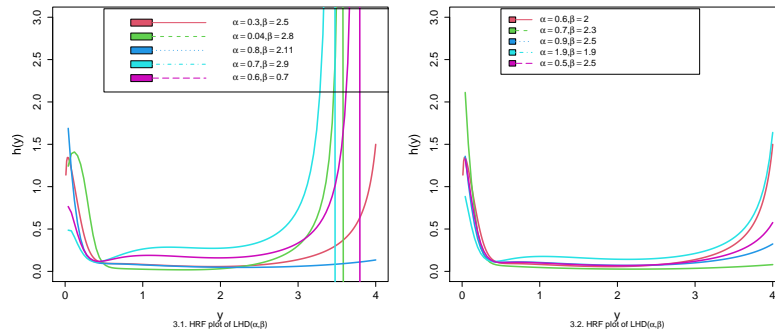 α = 0.3,β = 2.5
α = 0.04,β = 2.8
α = 0.8,β = 2.11
α = 0.7,β = 2.9
α = 0.6,β = 0.7
h(y)
3.0
2.5
2.0
1.5
1.0
0.5
0.0
0 1 2 3 4
y
3.1. HRF plot of LHD(α,β)
α = 0.6,β = 2
α = 0.7,β = 2.3
α = 0.9,β = 2.5
α = 1.9,β = 1.9
α = 0.5,β = 2.5
h(y)
3.0
2.5
2.0
1.5
1.0
0.5
0.0
0 1 2 3 4
y
3.2. HRF plot of LHD(α,β)